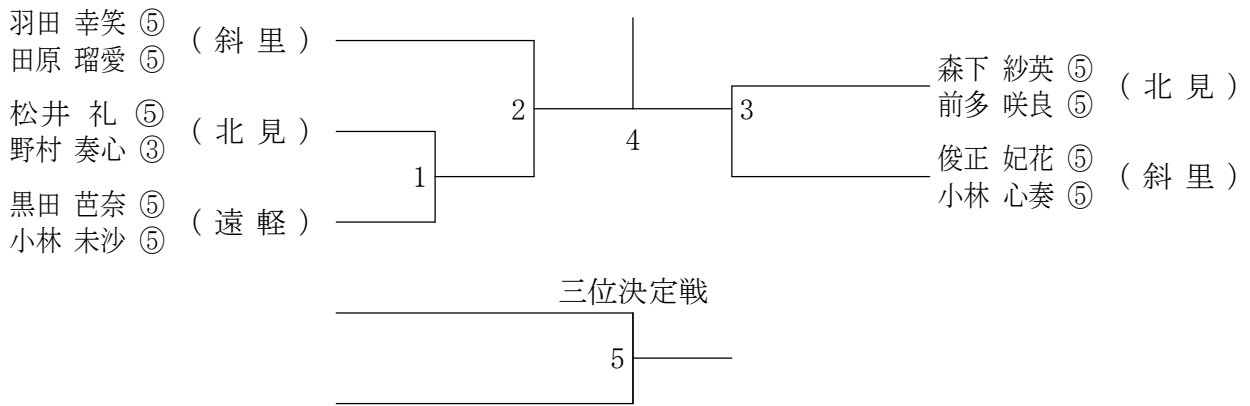 羽田 幸笑 ⑤
田原 瑠愛 ⑤
( 斜 里 )
松井 礼 ⑤
野村 奏心 ③
( 北 見 )
黒田 芭奈 ⑤
小林 未沙 ⑤
( 遠 軽 )
1
2
4
3
森下 紗英 ⑤
前多 咲良 ⑤
( 北 見 )
俊正 妃花 ⑤
小林 心奏 ⑤
( 斜 里 )
三位決定戦
5